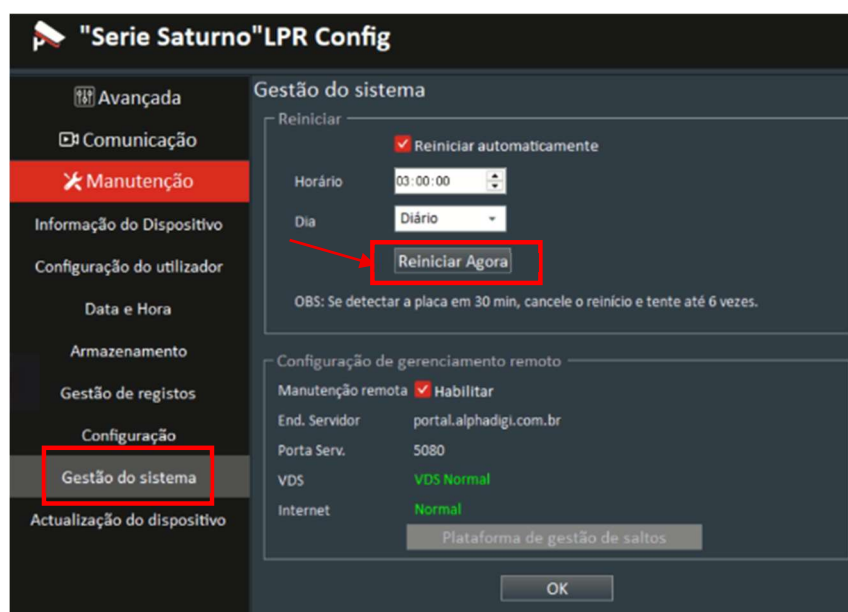 "Serie Saturno"LPR Config
Avançada
Comunicação
Manutenção
Informação do Dispositivo
Configuração do utilizador
Data e Hora
Armazenamento
Gestão de registos
Configuração
Gestão do sistema
Actualização do dispositivo
Gestão do sistema
Reiniciar
Reiniciar automaticamente
Horário 03:00:00
Dia Diário
Reiniciar Agora
OBS: Se detectar a placa em 30 min, cancele o reinício e tente até 6 vezes.
Configuração de gerenciamento remoto
Manutenção remota Habilitar
End. Servidor portal.alphadigi.com.br
Porta Serv. 5080
VDS VDS Normal
Internet Normal
Plataforma de gestão de saltos
OK